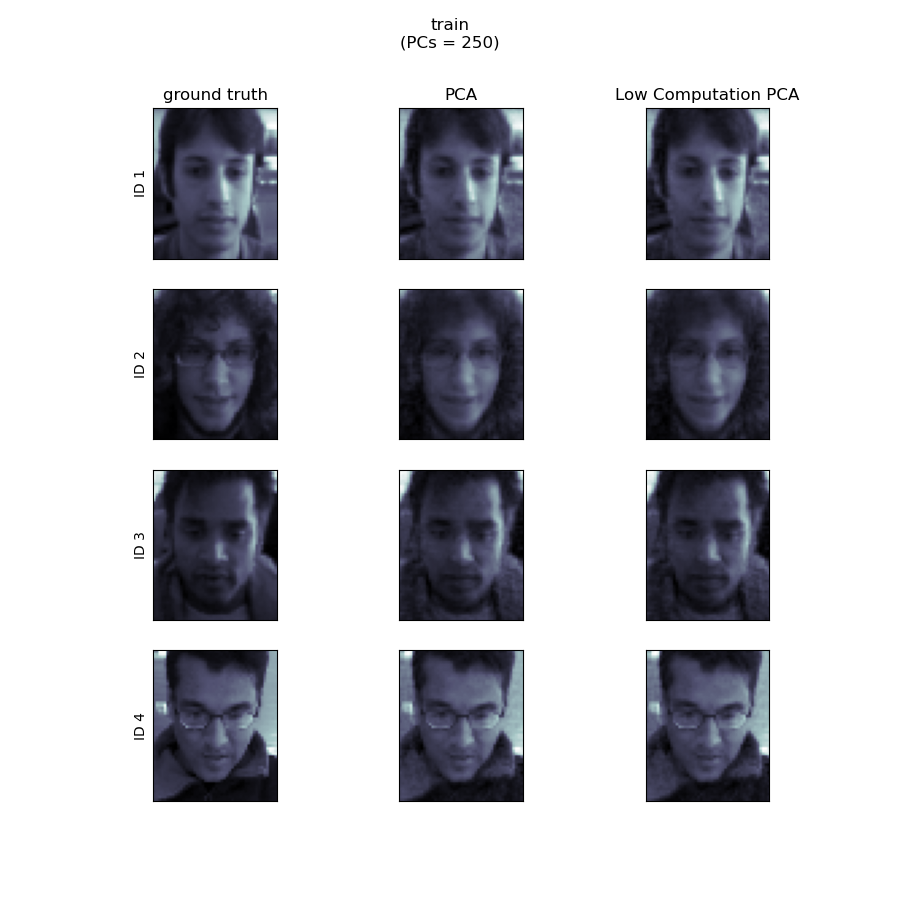 train
(PCs = 250)
ground truth
PCA
Low Computation PCA
ID 1
ID 2
ID 3
ID 4